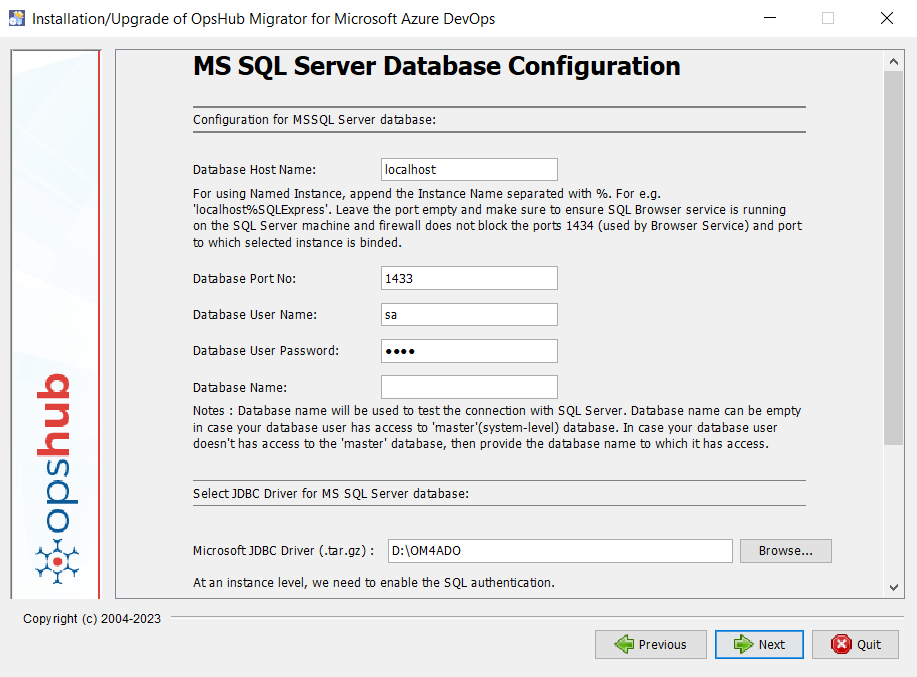 Installation/Upgrade of OpsHub Migrator for Microsoft Azure DevOps
MS SQL Server Database Configuration
Configuration for MSSQL Server database:
Database Host Name: localhost
For using Named Instance, append the Instance Name separated with %. For e.g.
'localhost%SQLExpress'. Leave the port empty and make sure to ensure SQL Browser service is running
on the SQL Server machine and firewall does not block the ports 1434 (used by Browser Service) and port
to which selected instance is binded.
Database Port No: 1433
Database User Name: sa
Database User Password: ●●●●
Database Name:
Notes : Database name will be used to test the connection with SQL Server. Database name can be empty
in case your database user has access to 'master'(system-level) database. In case your database user
doesn't has access to the 'master' database, then provide the database name to which it has access.
Select JDBC Driver for MS SQL Server database:
Microsoft JDBC Driver (.tar.gz) : D:\OM4ADO Browse...
At an instance level, we need to enable the SQL authentication.
opshub
Copyright (c) 2004-2023
Previous Next Quit